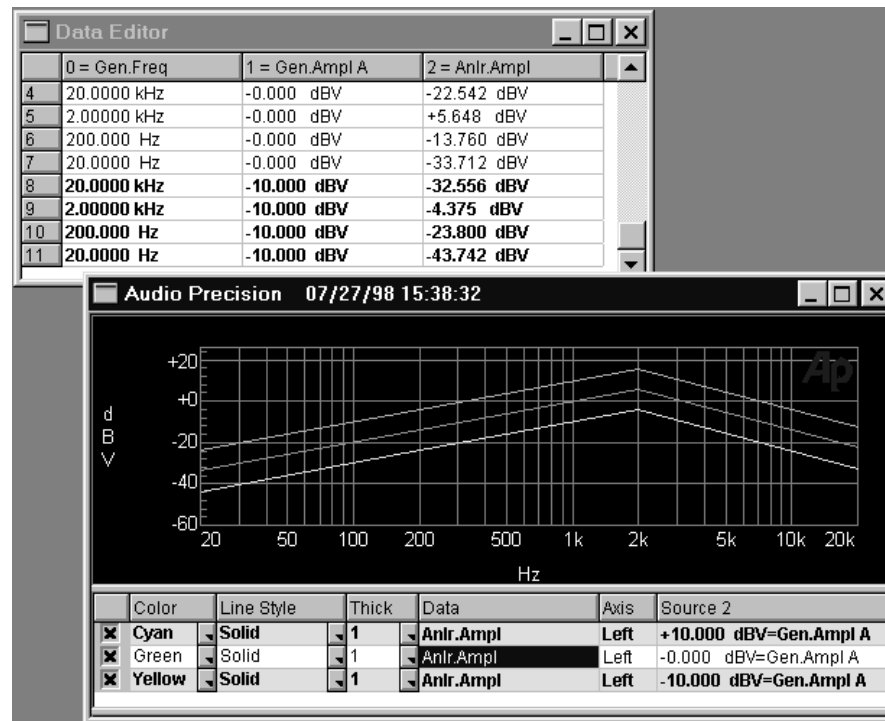 Data Editor
0 = Gen.Freq 1 = Gen.Ampl A 2 = Anlr.Ampl
4 20.0000 kHz -0.000 dBV -22.542 dBV
5 2.00000 kHz -0.000 dBV +5.648 dBV
6 200.000 Hz -0.000 dBV -13.760 dBV
7 20.0000 Hz -0.000 dBV -33.712 dBV
8 20.0000 kHz -10.000 dBV -32.556 dBV
9 2.00000 kHz -10.000 dBV -4.375 dBV
10 200.000 Hz -10.000 dBV -23.800 dBV
11 20.0000 Hz -10.000 dBV -43.742 dBV
Audio Precision 07/27/98 15:38:32
Ap
+20
+0
-20
-40
-60
d
B
V
20 50 100 200 500 1k 2k 5k 10k 20k
Hz
Color Line Style Thick Data Axis Source 2
Cyan Solid 1 Anlr.Ampl Left +10.000 dBV=Gen.Ampl A
Green Solid 1 Anlr.Ampl Left -0.000 dBV=Gen.Ampl A
Yellow Solid 1 Anlr.Ampl Left -10.000 dBV=Gen.Ampl A